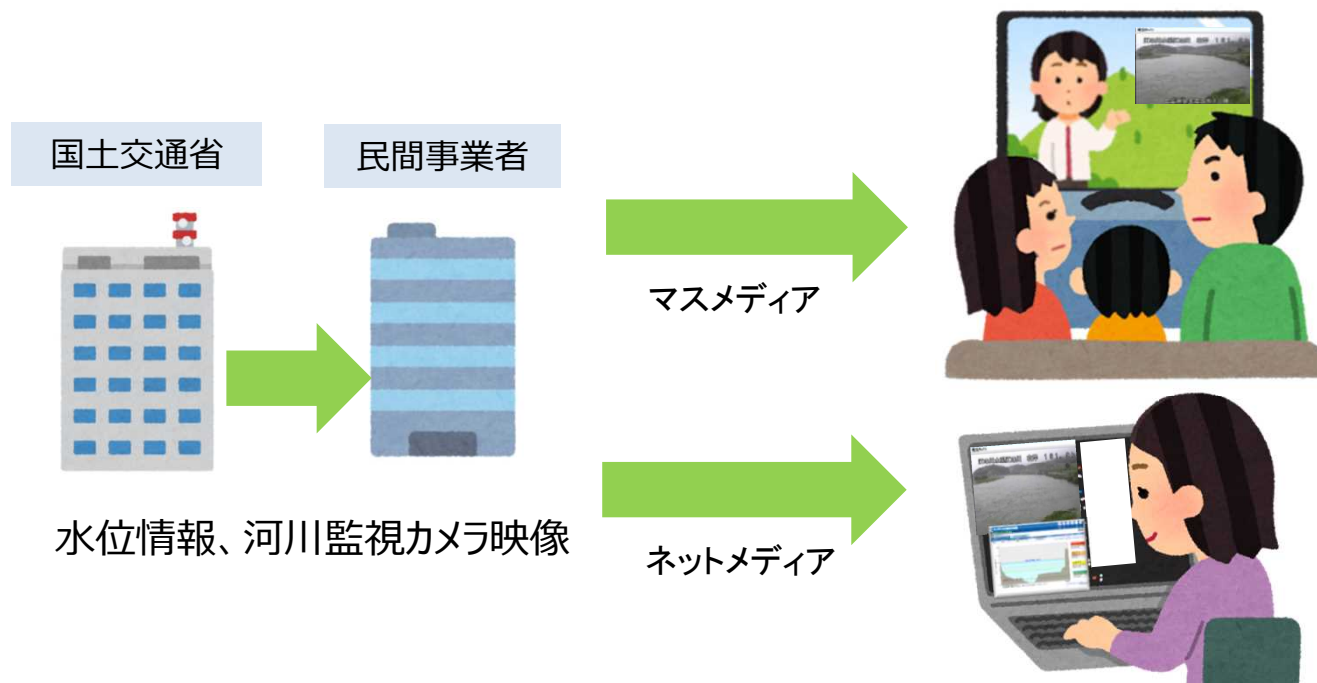 国土交通省
民間事業者
マスメディア
水位情報、河川監視カメラ映像
ネットメディア